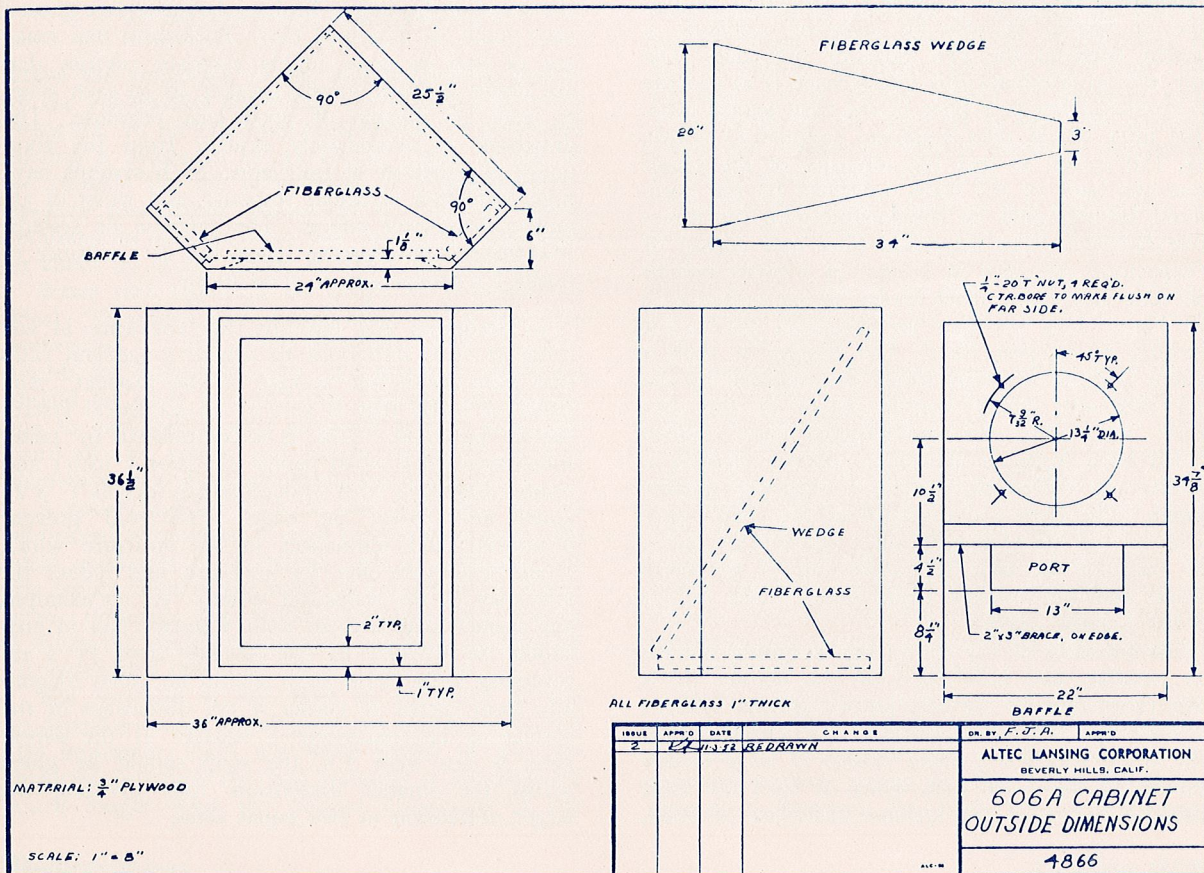 FIBERGLASS WEDGE
90°
25 1/2"
FIBERGLASS
90°
BAFFLE
1 1/8"
6"
24" APPROX.
20"
3"
34"
36 1/2"
2" TYP.
1" TYP.
36" APPROX.
WEDGE
FIBERGLASS
ALL FIBERGLASS 1" THICK
1/4"-20 T' NUT, 4 REQ'D.
CTR.BORE TO MAKE FLUSH ON
FAR SIDE.
45° TYP.
7 9/32" R.
13 1/4" DIA.
10 1/2"
34 7/8"
4 1/2"
PORT
13"
8 1/4"
2"x3" BRACE, ON EDGE.
22"
BAFFLE
MATERIAL: 3/4" PLYWOOD
SCALE: 1" = 8"
ISSUE APPR'D DATE CHANGE
2 11-3-52 REDRAWN
DR. BY F.J.A. APPR'D
ALTEC LANSING CORPORATION
BEVERLY HILLS, CALIF.
606A CABINET
OUTSIDE DIMENSIONS
4866